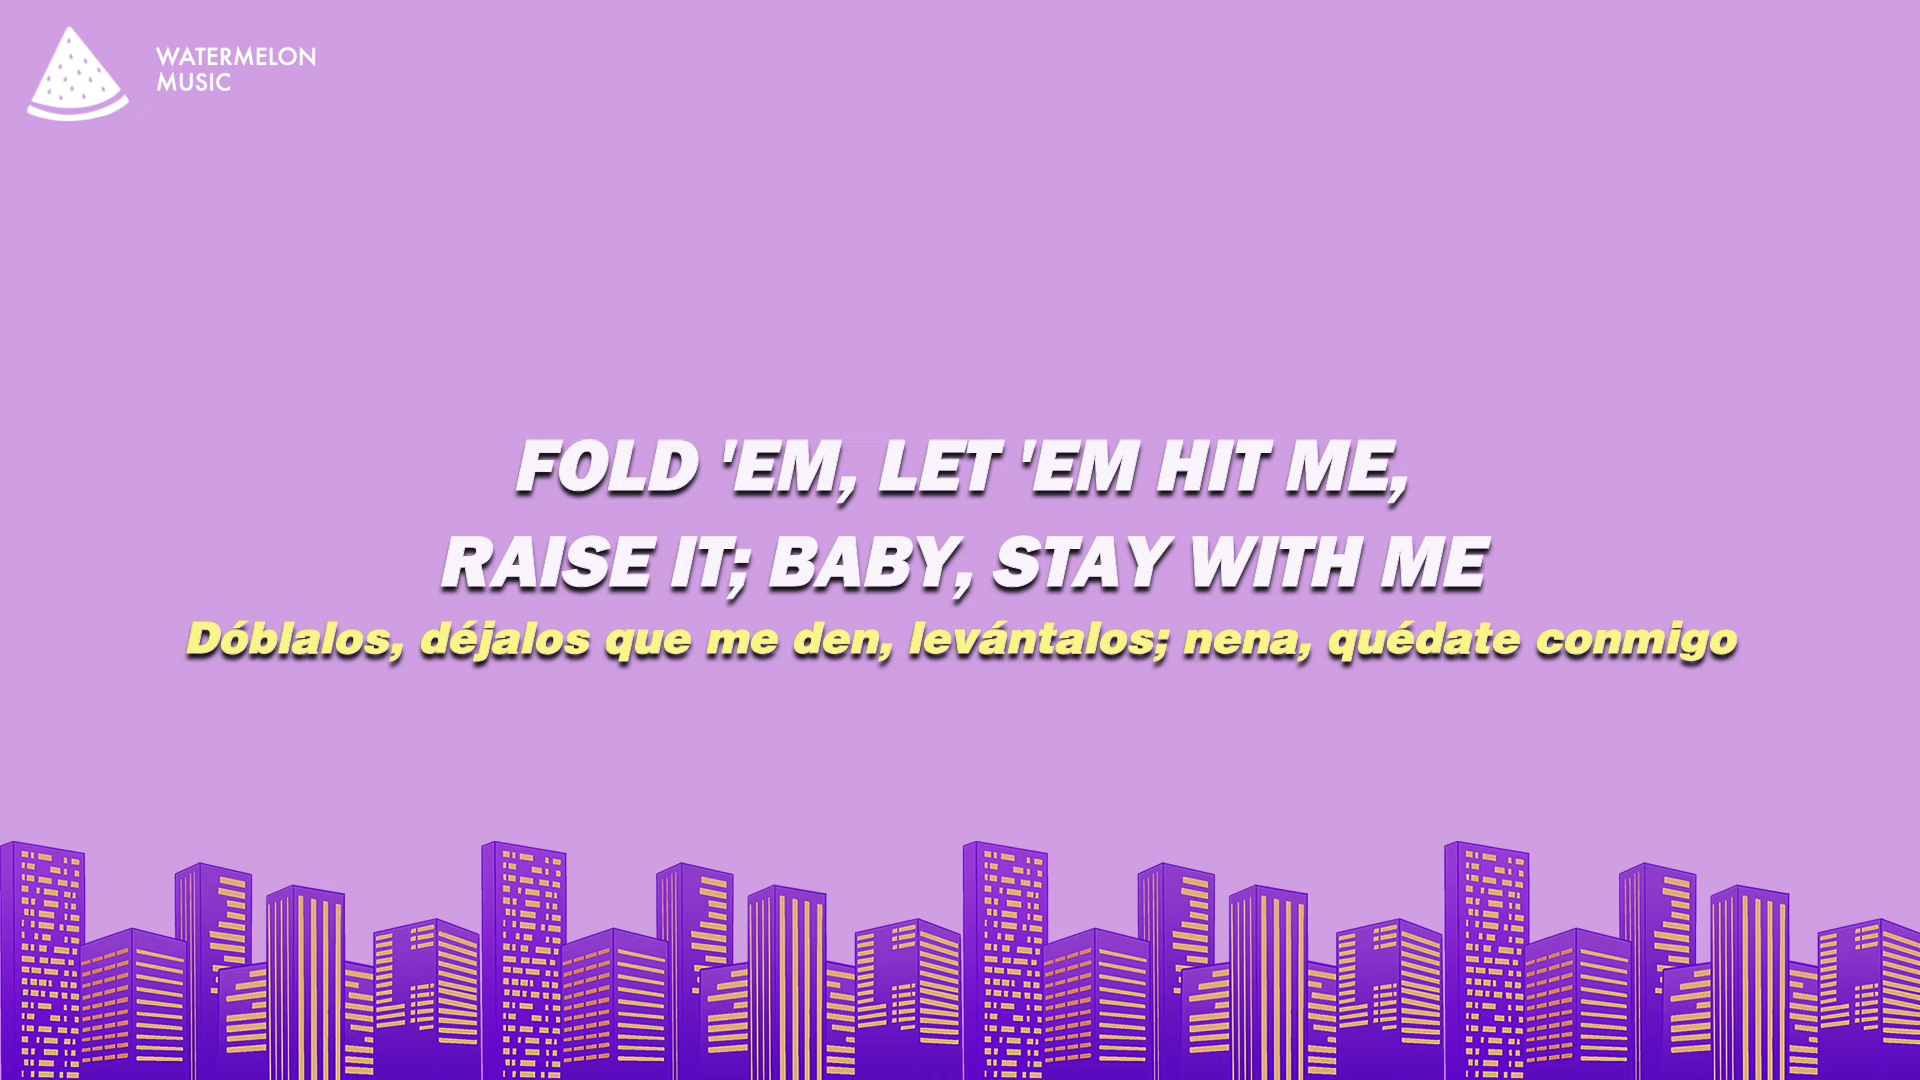 WATERMELON
MUSIC
FOLD 'EM, LET 'EM HIT ME,
RAISE IT; BABY, STAY WITH ME
Dóblalos, déjalos que me den, levántalos; nena, quédate conmigo